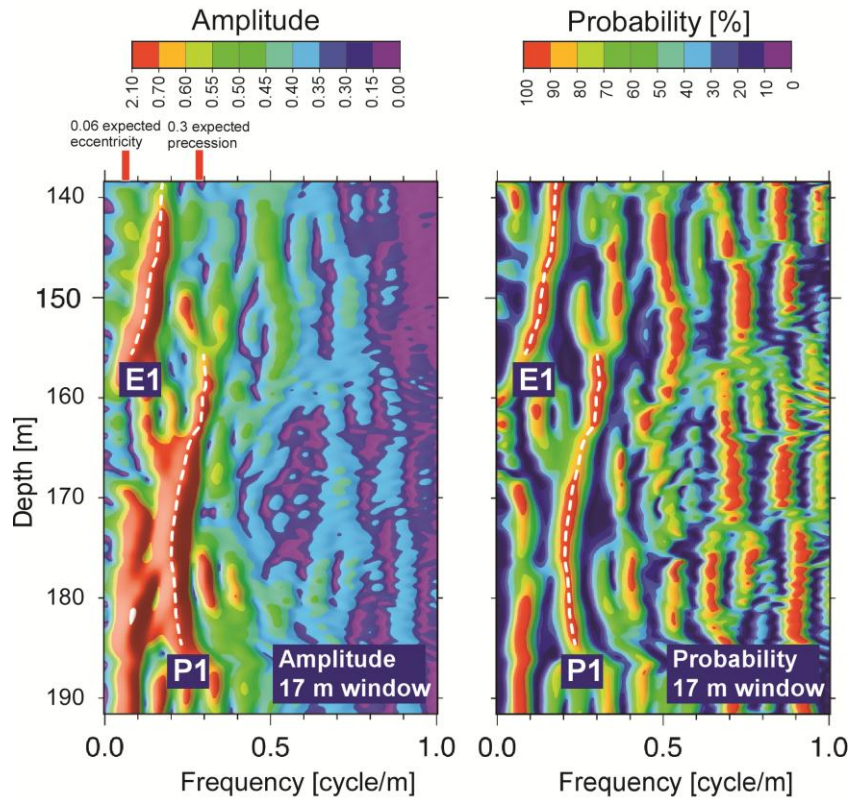 Amplitude
Probability [%]
2.10 0.70 0.60 0.55 0.45 0.40 0.35 0.30 0.15 0.00
100 90 80 70 60 50 40 30 20 10 0
0.06 expected
eccentricity
0.3 expected
precession
Depth [m]
140
150
160
170
180
190
E1
E1
P1
Amplitude
17 m window
P1
Probability
17 m window
0.0 0.5 1.0
0.0 0.5 1.0
Frequency [cycle/m]
Frequency [cycle/m]